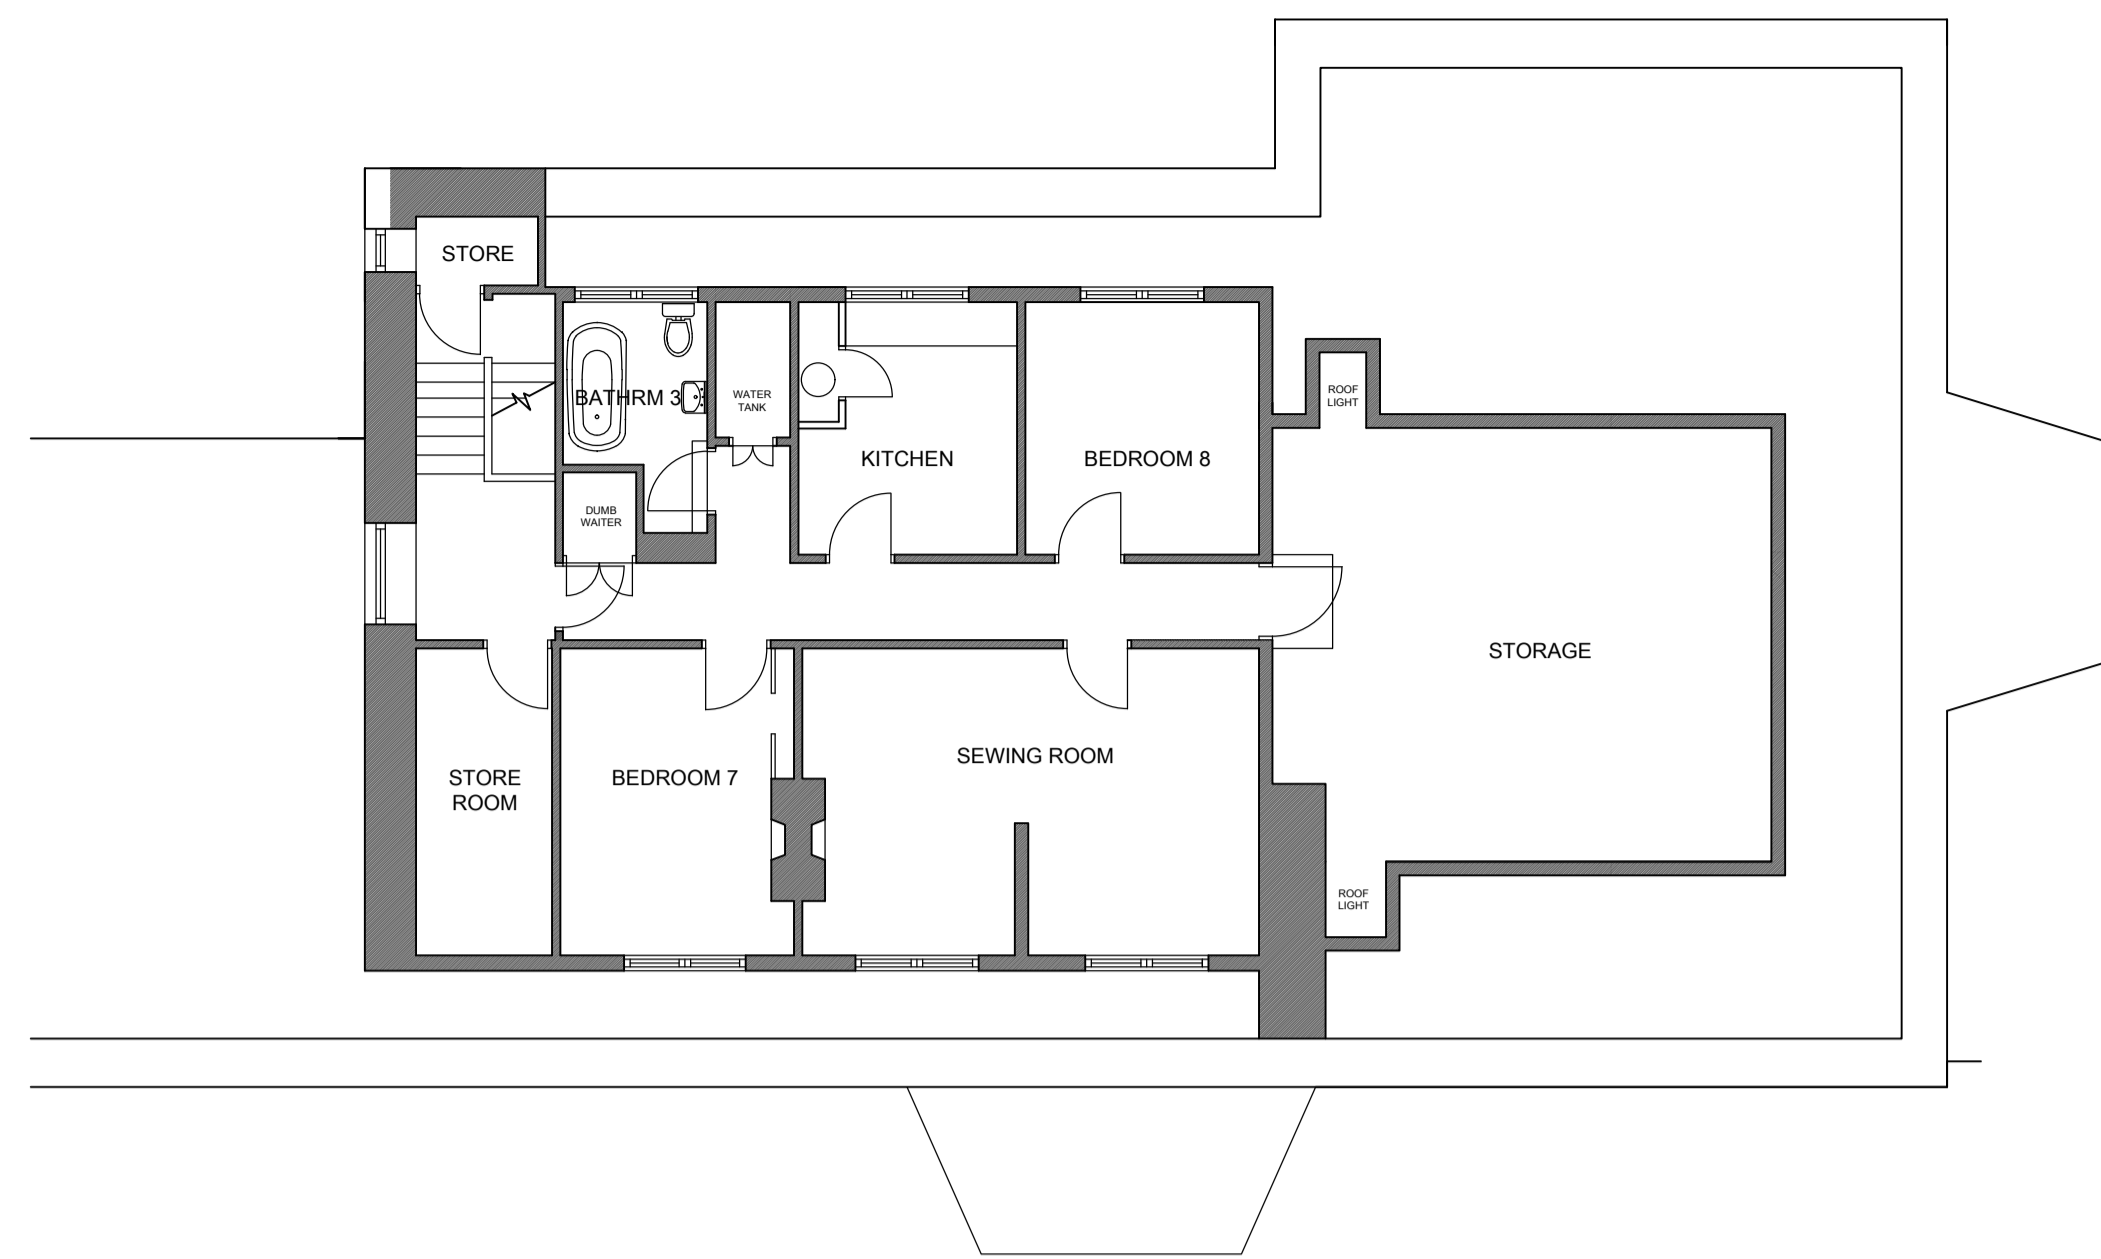 STORE
ROOF
LIGHT
BATHRM 3
WATER
TANK
KITCHEN
BEDROOM 8
DUMB
WAITER
STORAGE
SEWING ROOM
STORE
ROOM
BEDROOM 7
ROOF
LIGHT